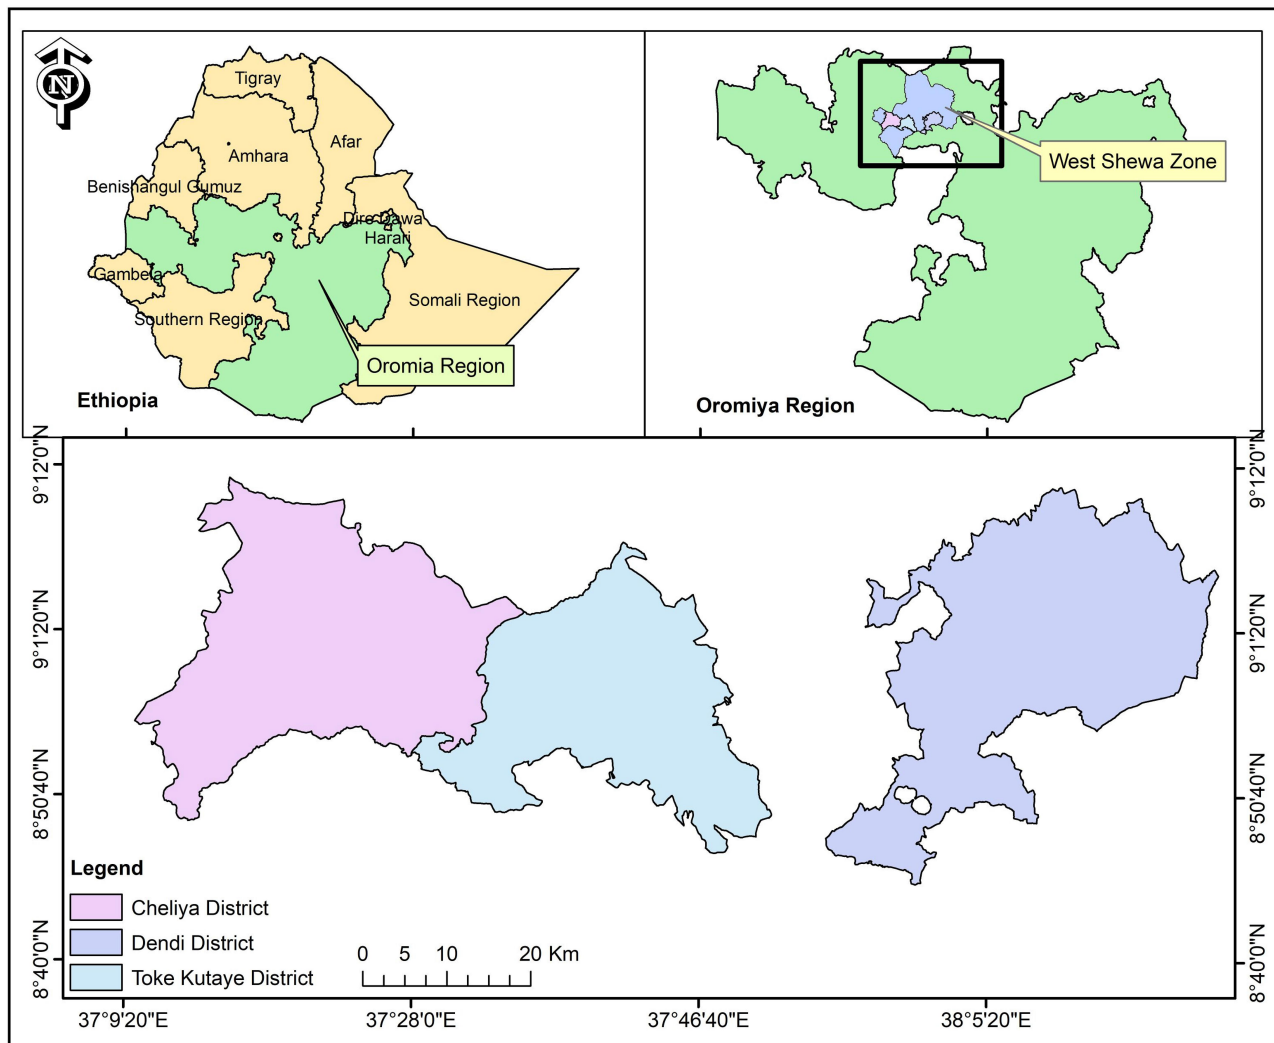 N
Tigray
Afar
Amhara
Benishangul Gumuz
Dire Dawa
Harari
Gambela
Somali Region
Southern Region
Oromia Region
Ethiopia
West Shewa Zone
Oromiya Region
9°12'0"N
9°1'20"N
8°50'40"N
8°40'0"N
9°12'0"N
9°1'20"N
8°50'40"N
8°40'0"N
Legend
Cheliya District
Dendi District
Toke Kutaye District
0 5 10 20 Km
37°9'20"E 37°28'0"E 37°46'40"E 38°5'20"E